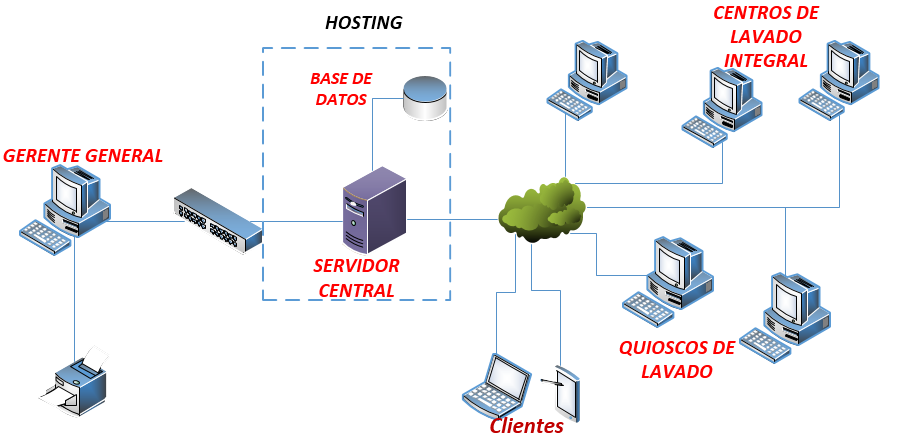 HOSTING
CENTROS DE
LAVADO
INTEGRAL
BASE DE
DATOS
GERENTE GENERAL
SERVIDOR
CENTRAL
QUIOSCOS DE
LAVADO
Clientes